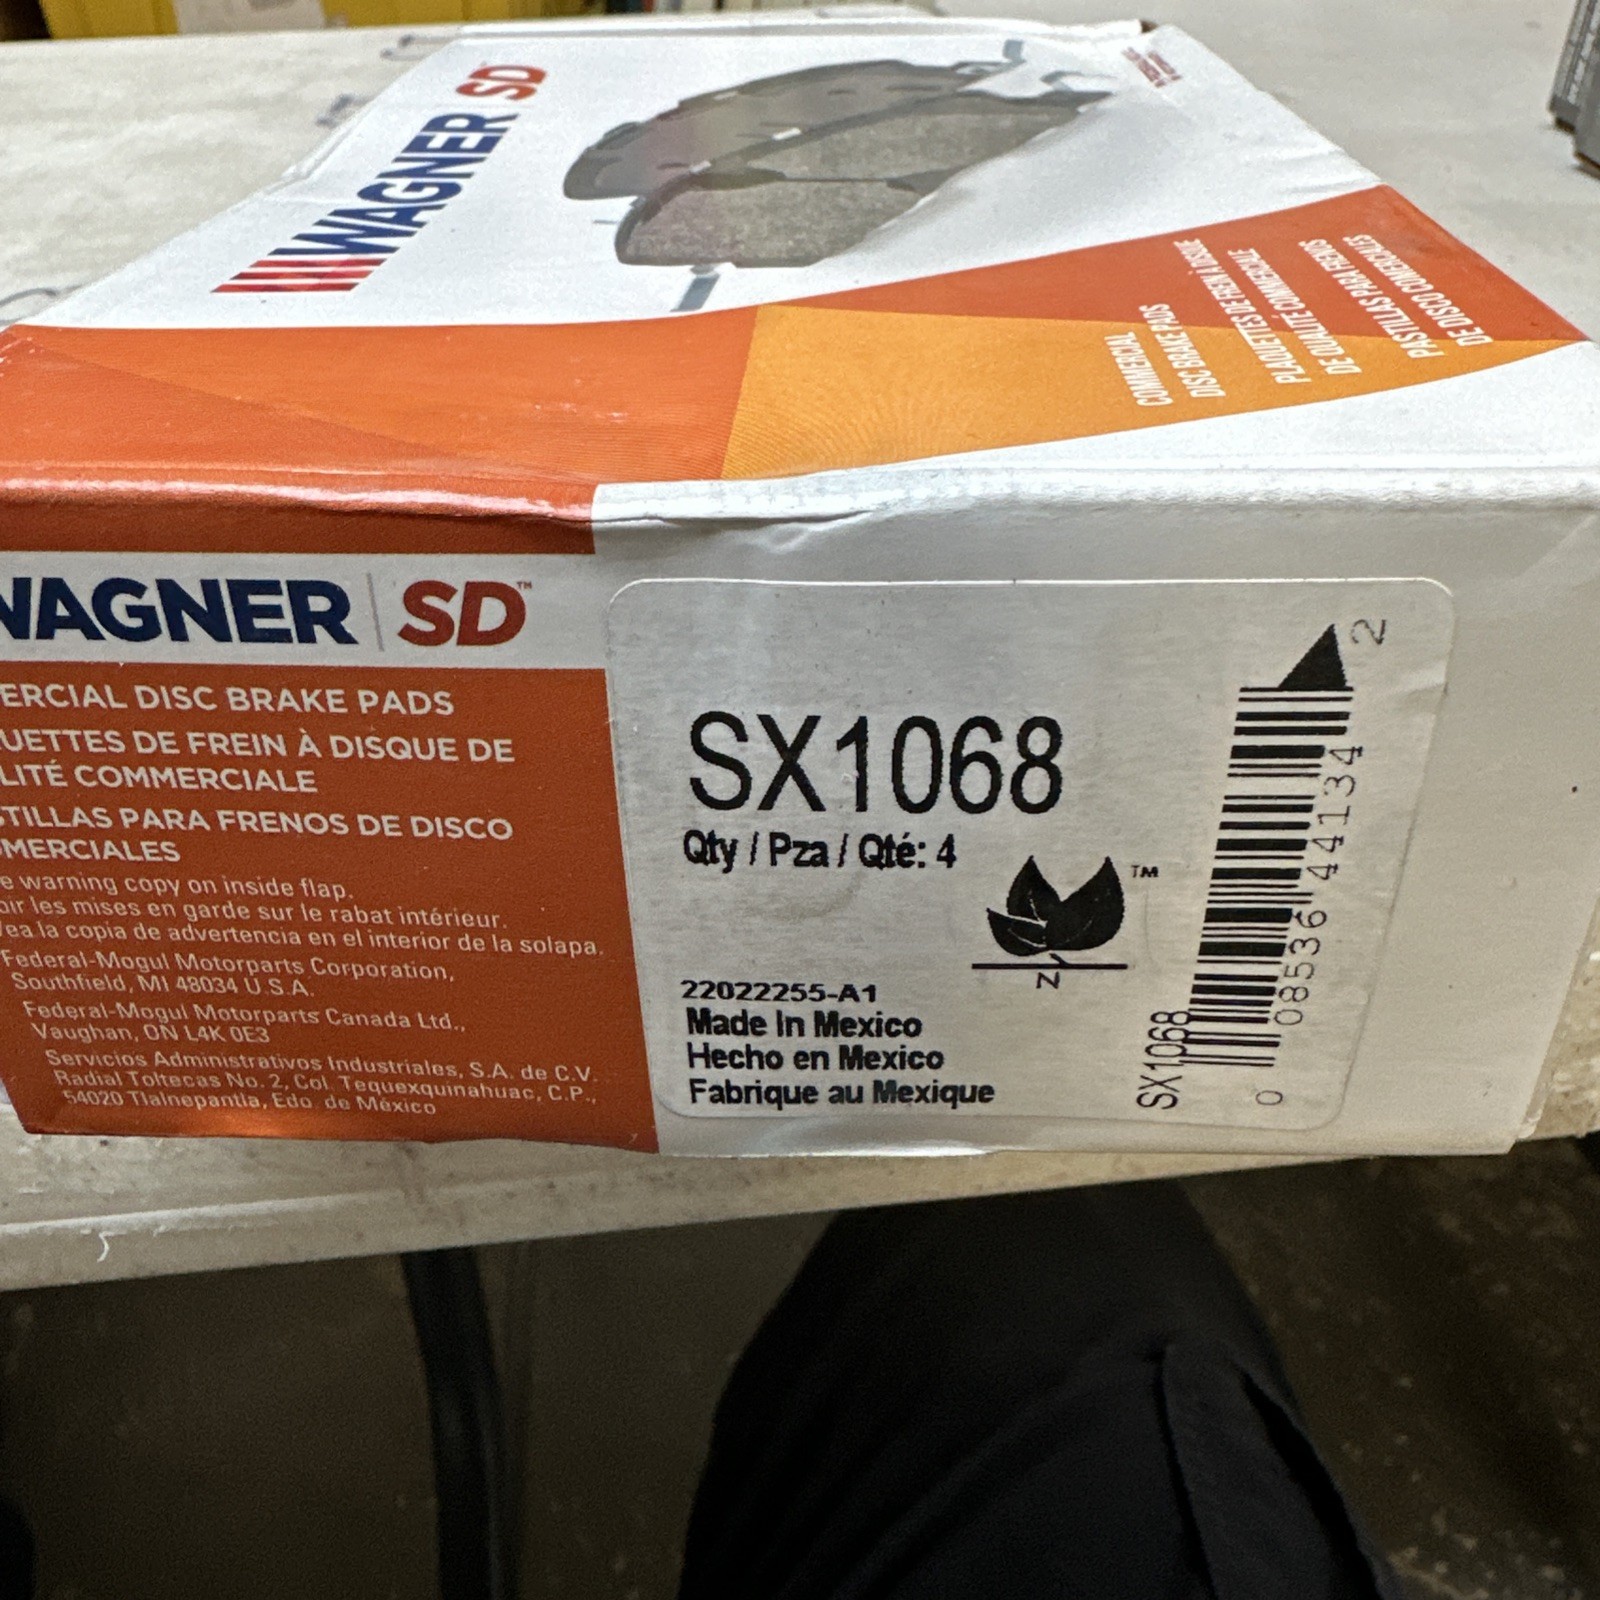 WAGNER SD
COMMERCIAL
DISC BRAKE PADS
PLAQUETTES DE FREIN À DISQUE
DE QUALITÉ COMMERCIALE
PASTILLAS PARA FRENOS
DE DISCO COMERCIALES
WAGNER SD™
ERCIAL DISC BRAKE PADS
UETTES DE FREIN À DISQUE DE
LITÉ COMMERCIALE
STILLAS PARA FRENOS DE DISCO
MERCIALES
e warning copy on inside flap.
oir les mises en garde sur le rabat intérieur.
Vea la copia de advertencia en el interior de la solapa.
Federal-Mogul Motorparts Corporation,
Southfield, MI 48034 U.S.A.
Federal-Mogul Motorparts Canada Ltd.,
Vaughan, ON L4K 0E3
Servicios Administrativos Industriales, S.A. de C.V.
Radial Toltecas No. 2, Col. Tequexquinahuac, C.P.,
54020 Tlalnepantla, Edo. de México
SX1068
Qty / Pza / Qté: 4
TM
N
22022255-A1
Made In Mexico
Hecho en Mexico
Fabrique au Mexique
SX1068
0 08536 44134 2